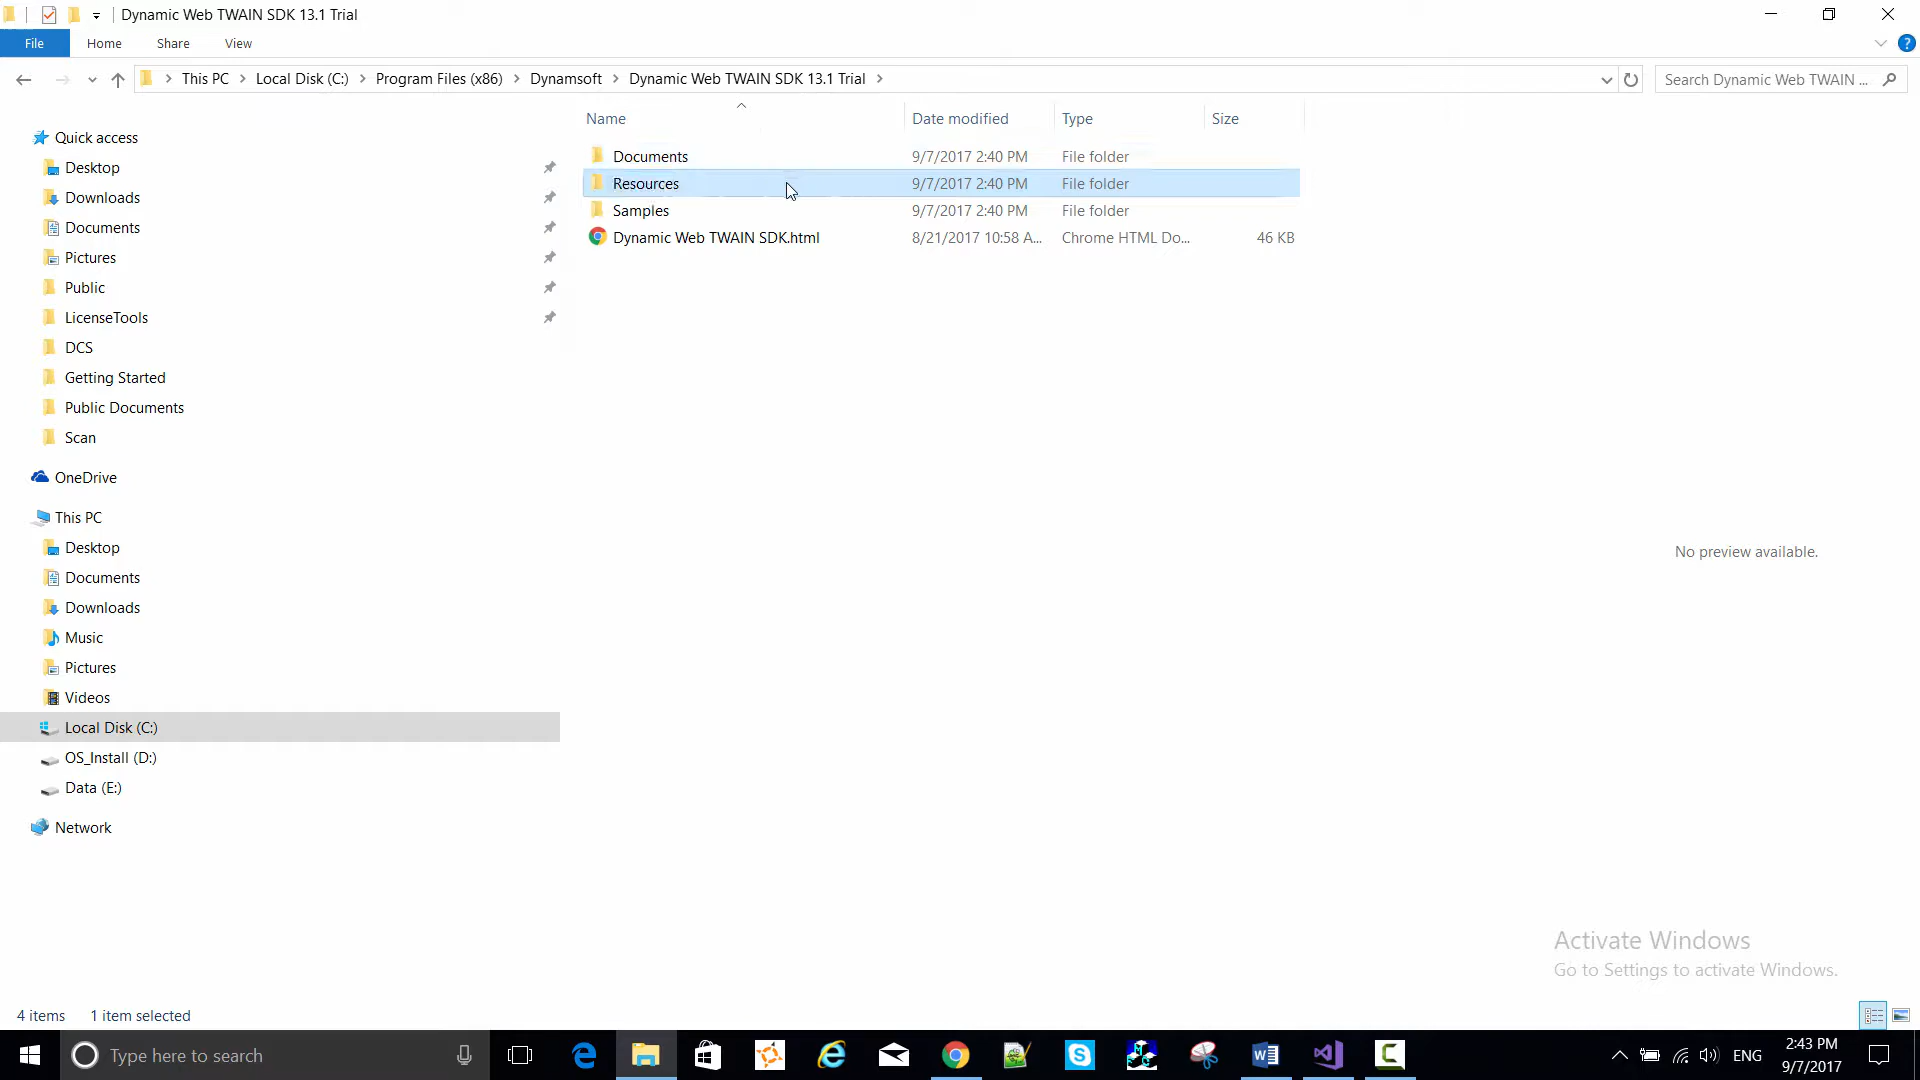 Dynamic Web TWAIN SDK 13.1 Trial
File Home Share View
This PC Local Disk (C:) Program Files (x86) Dynamsoft Dynamic Web TWAIN SDK 13.1 Trial
Search Dynamic Web TWAIN ...
Name Date modified Type Size
Documents 9/7/2017 2:40 PM File folder
Resources 9/7/2017 2:40 PM File folder
Samples 9/7/2017 2:40 PM File folder
Dynamic Web TWAIN SDK.html 8/21/2017 10:58 A... Chrome HTML Do... 46 KB
Quick access
Desktop
Downloads
Documents
Pictures
Public
LicenseTools
DCS
Getting Started
Public Documents
Scan
OneDrive
This PC
Desktop
Documents
Downloads
Music
Pictures
Videos
Local Disk (C:)
OS_Install (D:)
Data (E:)
Network
No preview available.
Activate Windows
Go to Settings to activate Windows.
4 items 1 item selected
Type here to search
ENG
2:43 PM
9/7/2017